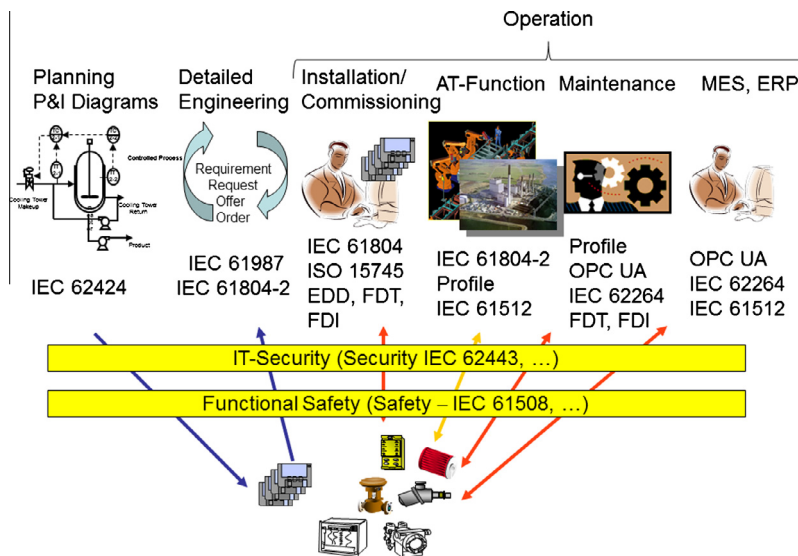 Operation
Planning
P&I Diagrams
Detailed
Engineering
Installation/
Commissioning
AT-Function
Maintenance
MES, ERP
Controlled Process
Cooling Tower
Makeup
Cooling Tower
Return
Product
Requirement
Request
Offer
Order
IEC 62424
IEC 61987
IEC 61804-2
IEC 61804
ISO 15745
EDD, FDT,
FDI
IEC 61804-2
Profile
IEC 61512
Profile
OPC UA
IEC 62264
FDT, FDI
OPC UA
IEC 62264
IEC 61512
IT-Security (Security IEC 62443, …)
Functional Safety (Safety – IEC 61508, …)